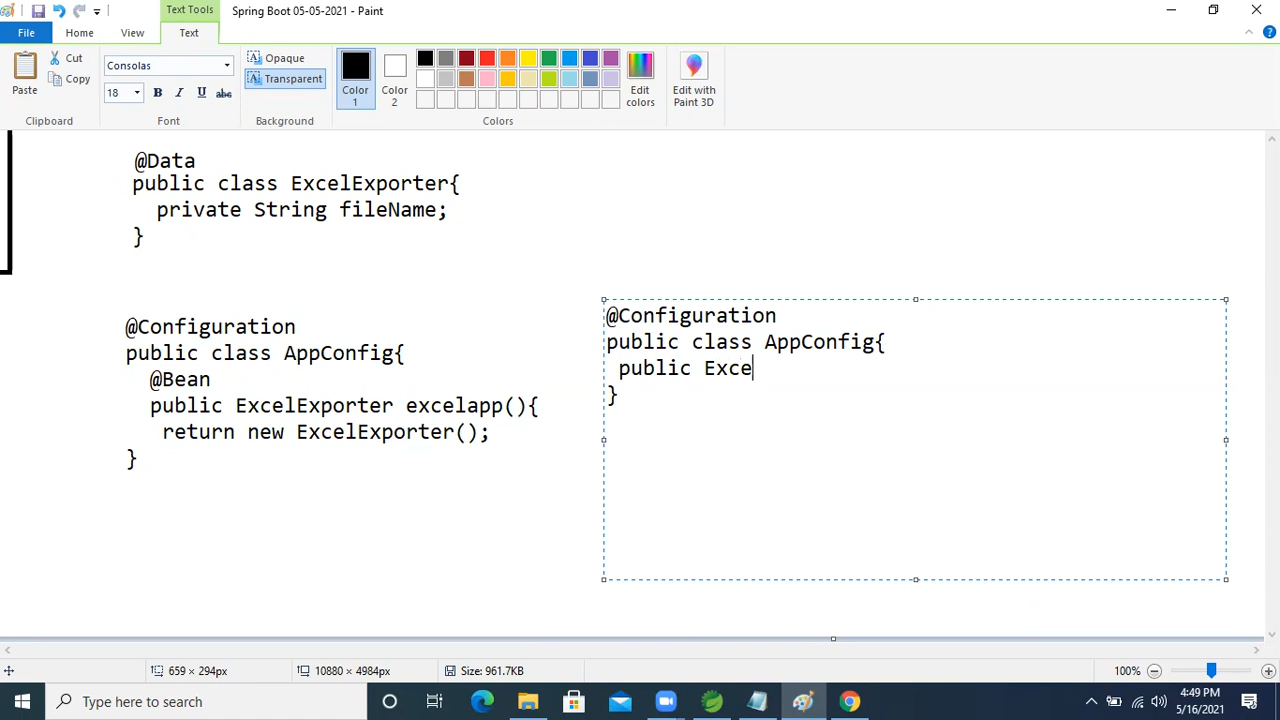 Text Tools
Spring Boot 05-05-2021 - Paint
File
Home
View
Text
Paste
Cut
Copy
Clipboard
Consolas
18
B
I
U
abc
Font
Opaque
Transparent
Background
Color 1
Color 2
Edit colors
Colors
Edit with Paint 3D
@Data
public class ExcelExporter{
private String fileName;
}
@Configuration
public class AppConfig{
@Bean
public ExcelExporter excelapp(){
return new ExcelExporter();
}
@Configuration
public class AppConfig{
public Exce
}
659 × 294px
10880 × 4984px
Size: 961.7KB
100%
Type here to search
4:49 PM
5/16/2021